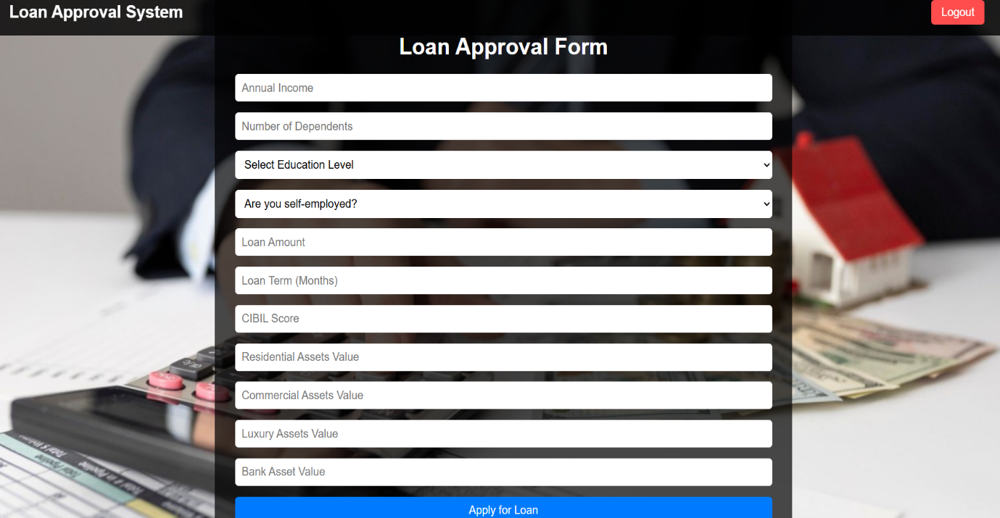 Loan Approval System
Logout
Loan Approval Form
Annual Income
Number of Dependents
Select Education Level
Are you self-employed?
Loan Amount
Loan Term (Months)
CIBIL Score
Residential Assets Value
Commercial Assets Value
Luxury Assets Value
Bank Asset Value
Apply for Loan